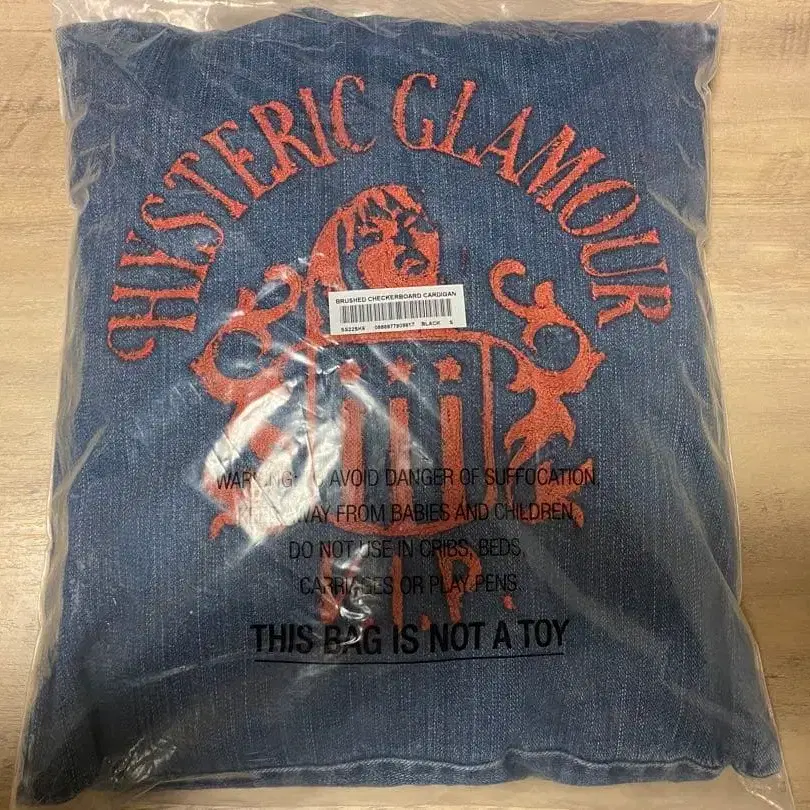 HYSTERIC GLAMOUR
BRUSHED CHECKERBOARD CARDIGAN
BLACK S
WARNING: TO AVOID DANGER OF SUFFOCATION,
KEEP AWAY FROM BABIES AND CHILDREN,
DO NOT USE IN CRIBS, BEDS,
CARRIAGES OR PLAY PENS.
V.I.P.
THIS BAG IS NOT A TOY